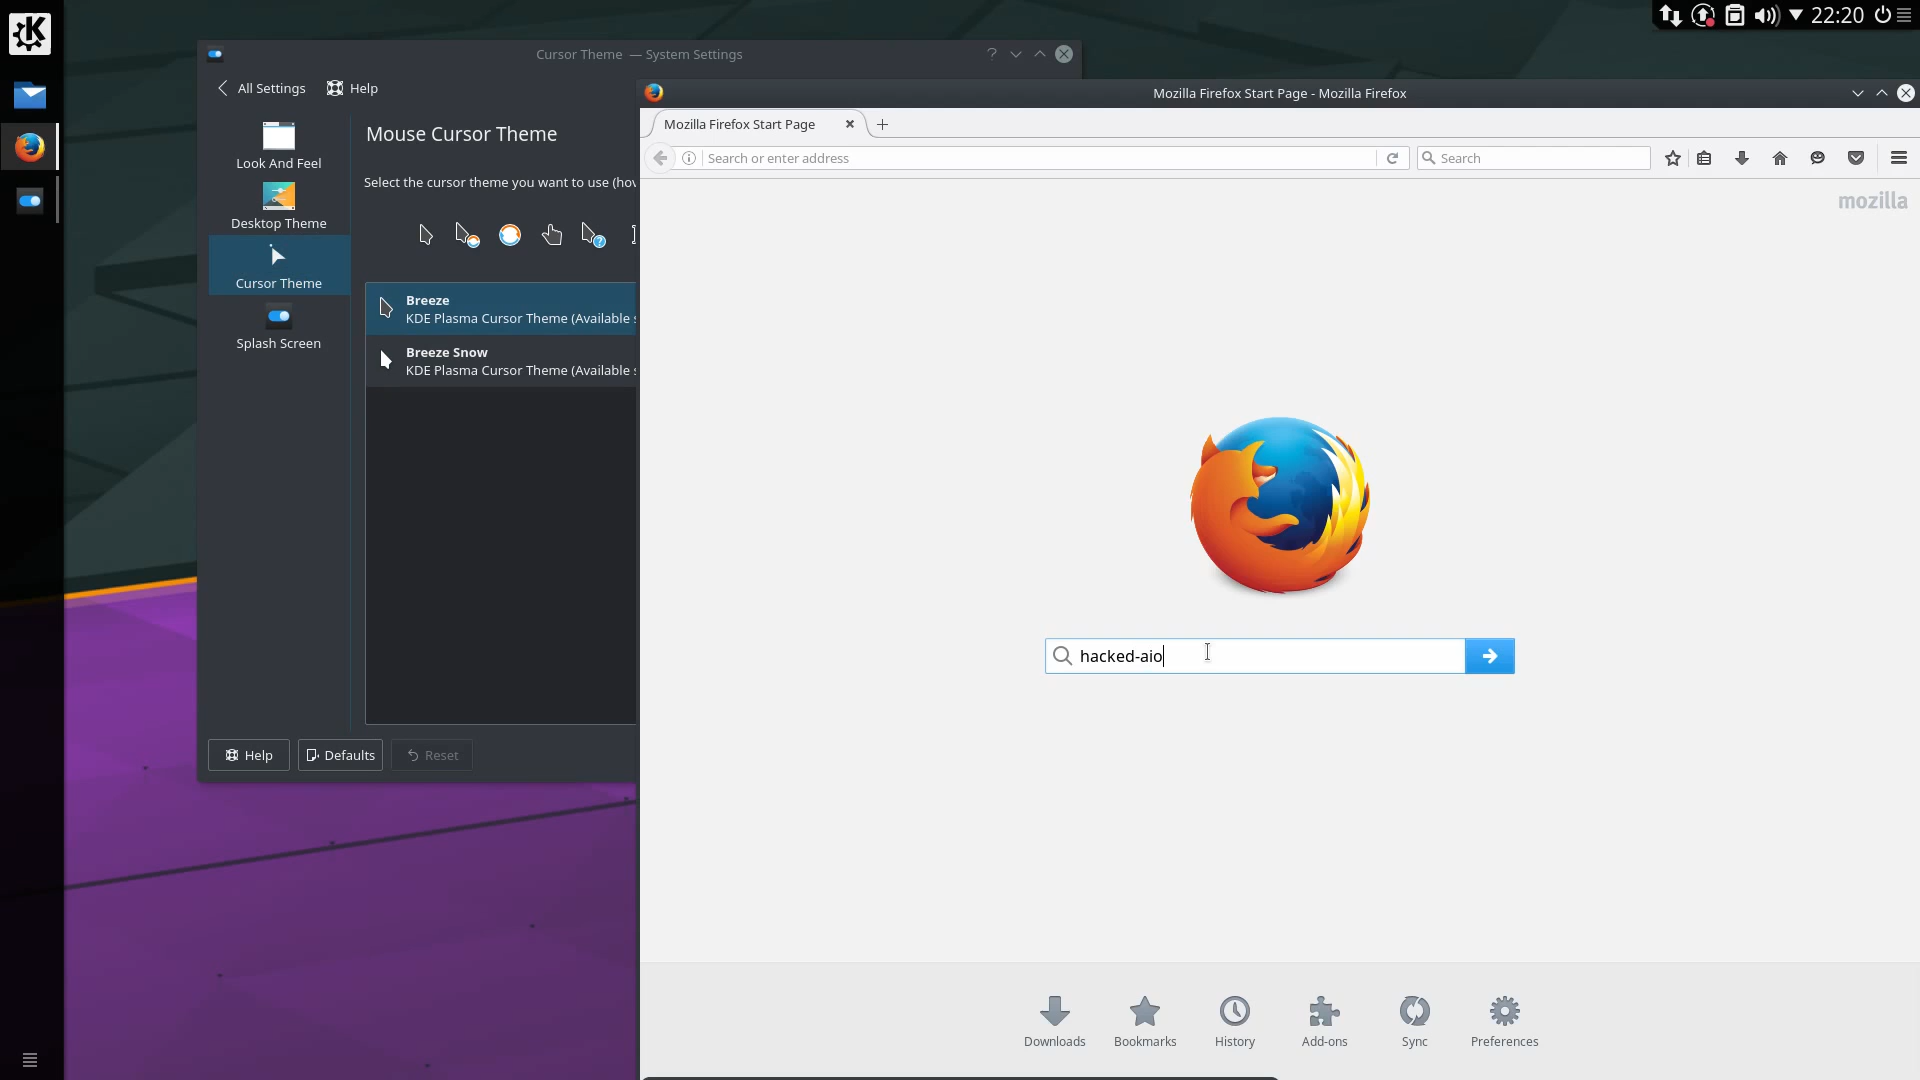 22:20
Cursor Theme — System Settings
All Settings
Help
Look And Feel
Desktop Theme
Cursor Theme
Splash Screen
Mouse Cursor Theme
Select the cursor theme you want to use (hov
Breeze
KDE Plasma Cursor Theme (Available s
Breeze Snow
KDE Plasma Cursor Theme (Available s
Help
Defaults
Reset
Mozilla Firefox Start Page - Mozilla Firefox
Mozilla Firefox Start Page
Search or enter address
Search
mozilla
hacked-aio
Downloads
Bookmarks
History
Add-ons
Sync
Preferences